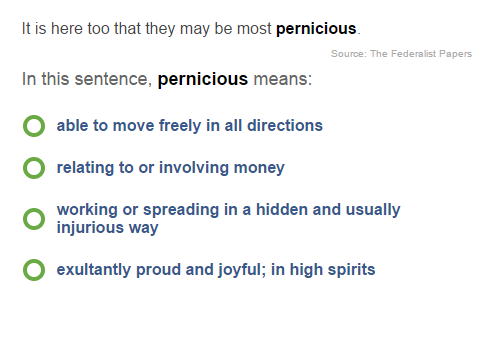 It is here too that they may be most pernicious.
Source: The Federalist Papers
In this sentence, pernicious means:
able to move freely in all directions
relating to or involving money
working or spreading in a hidden and usually
injurious way
exultantly proud and joyful; in high spirits